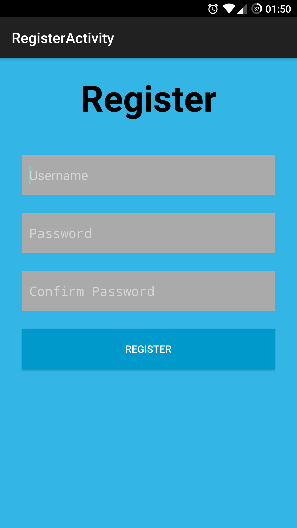 01:50
RegisterActivity
Register
Username
Password
Confirm Password
REGISTER